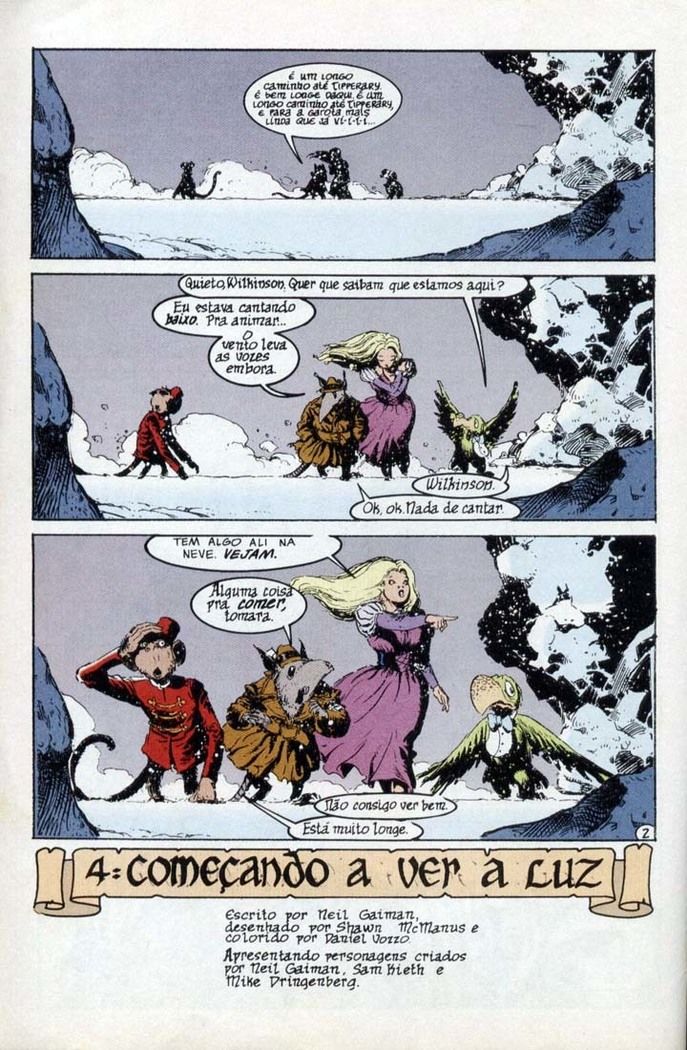 É UM LONGO
CAMINHO ATÉ TIPPERARY.
É BEM LONGE DAQUI. É UM
LONGO CAMINHO ATÉ TIPPERARY,
E PARA A GAROTA MAIS
LINDA QUE JÁ VI-I-I-I...
Quieto, Wilkinson. Quer que saibam que estamos aqui?
Eu estava cantando
baixo. Pra animar...
O
vento leva
as vozes
embora.
Wilkinson.
Ok, ok. Nada de cantar.
TEM ALGO ALI NA
NEVE. VEJAM.
Alguma coisa
pra comer,
tomara.
Não consigo ver bem.
Está muito longe.
2
4: COMEÇANDO A VER A LUZ
Escrito por Neil Gaiman,
desenhado por Shawn McManus e
colorido por Daniel Vozzo.
Apresentando personagens criados
por Neil Gaiman, Sam Kieth e
Mike Dringenberg.